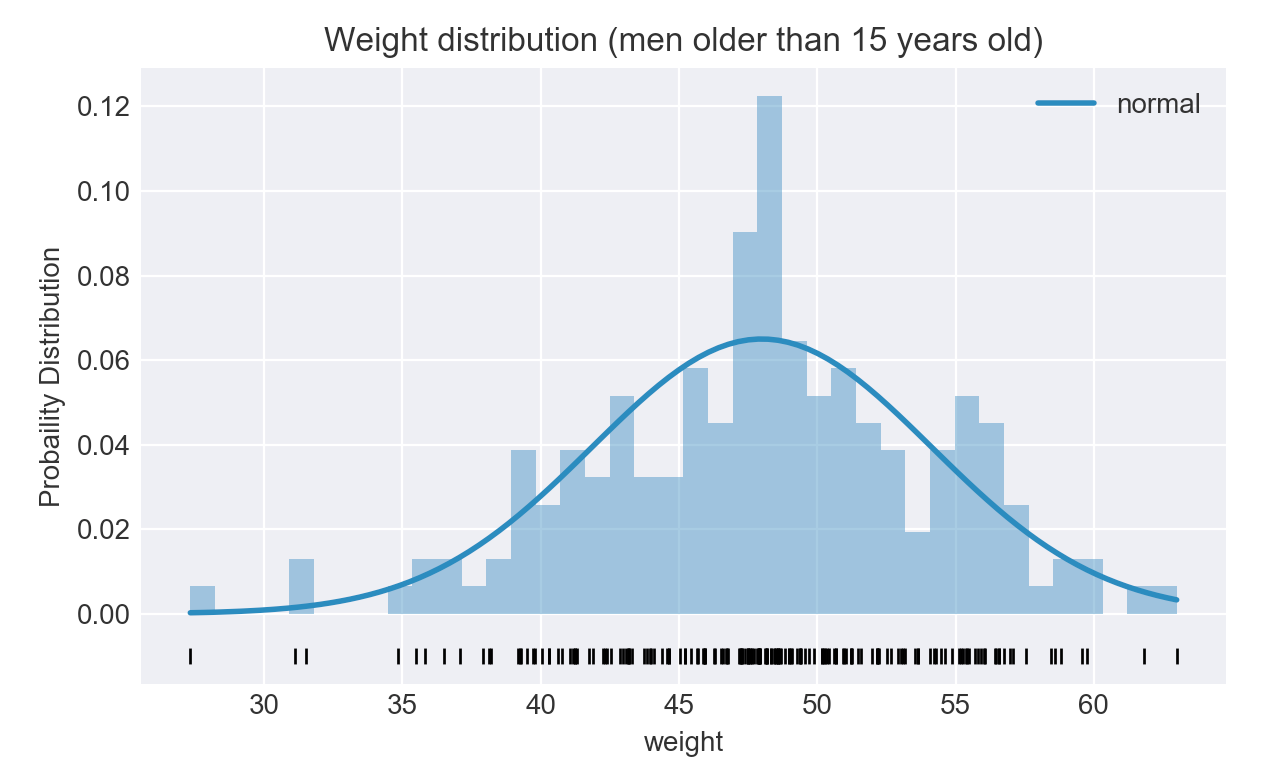 Weight distribution (men older than 15 years old)
normal
Probaility Distribution
0.12
0.10
0.08
0.06
0.04
0.02
0.00
30 35 40 45 50 55 60
weight